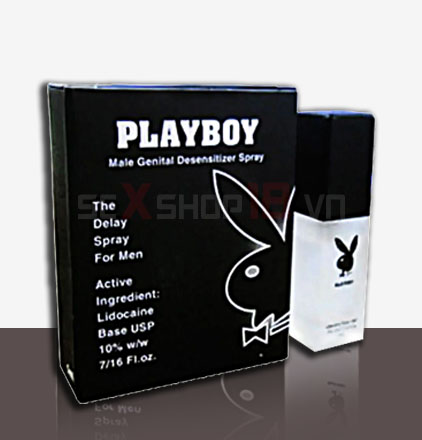 PLAYBOY
Male Genital Desensitizer Spray
The
Delay
Spray
For Men
Active
Ingredient:
Lidocaine
Base USP
10% w/w
7/16 Fl.oz.
SEXSHOP18.VN
PLAYBOY